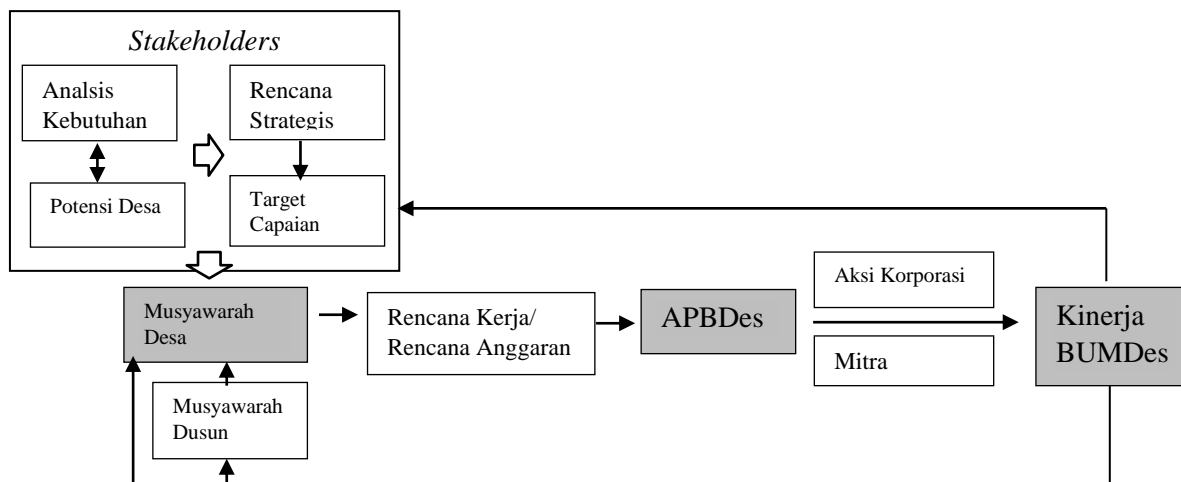 Stakeholders
Analsis
Kebutuhan
Rencana
Strategis
Potensi Desa
Target
Capaian
Musyawarah
Desa
Rencana Kerja/
Rencana Anggaran
APBDes
Aksi Korporasi
Mitra
Kinerja
BUMDes
Musyawarah
Dusun